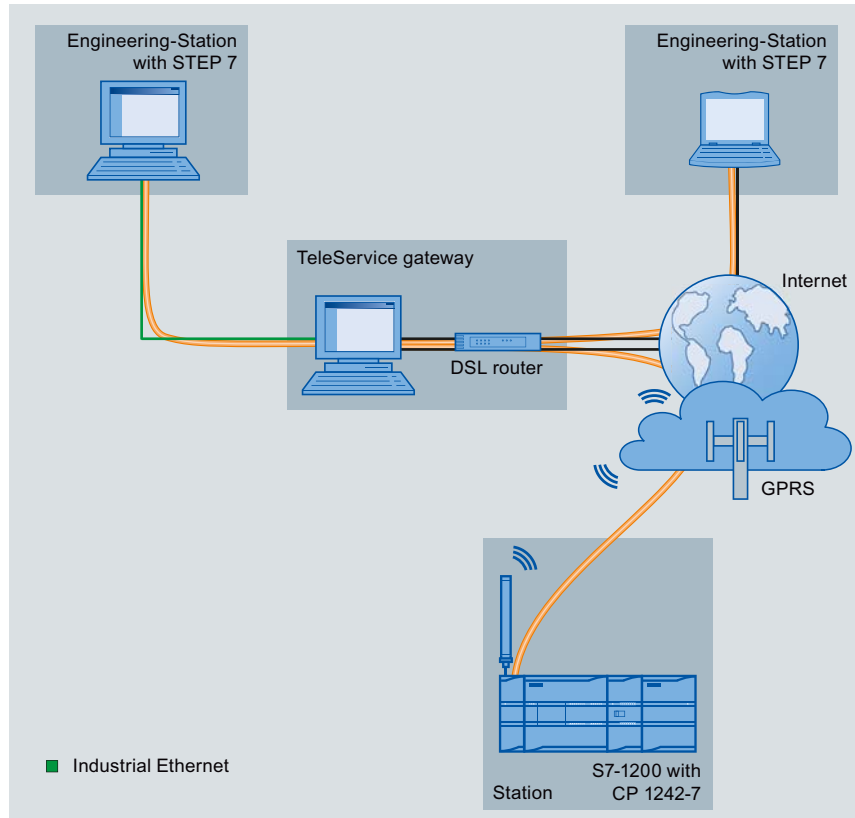 Engineering-Station
with STEP 7
Engineering-Station
with STEP 7
TeleService gateway
Internet
DSL router
GPRS
Industrial Ethernet
Station
S7-1200 with
CP 1242-7